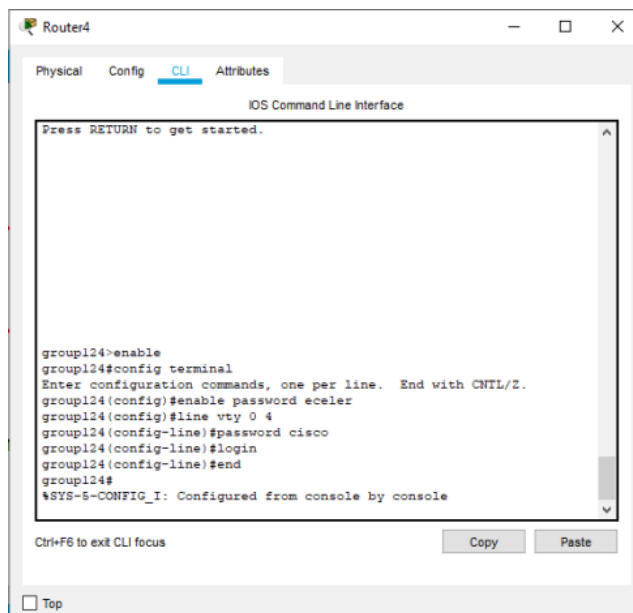 Router4
Physical Config CLI Attributes
IOS Command Line Interface
Press RETURN to get started.
group124>enable
group124#config terminal
Enter configuration commands, one per line. End with CNTL/Z.
group124(config)#enable password eceler
group124(config)#line vty 0 4
group124(config-line)#password cisco
group124(config-line)#login
group124(config-line)#end
group124#
%SYS-5-CONFIG_I: Configured from console by console
Ctrl+F6 to exit CLI focus
Copy Paste
Top